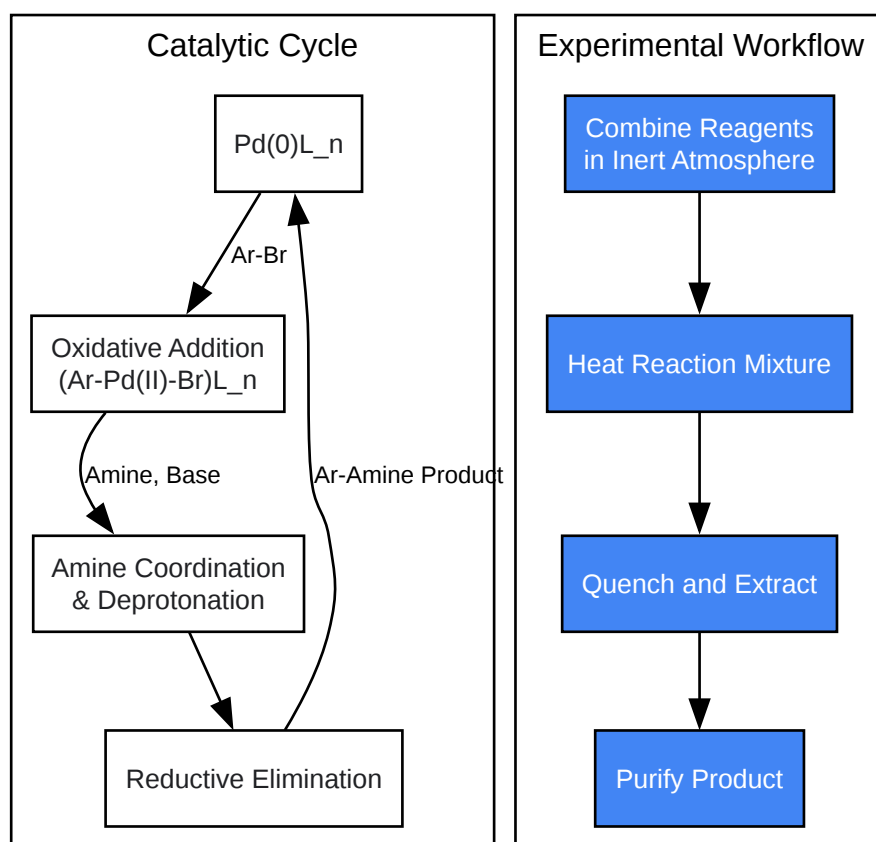 Catalytic Cycle
Pd(0)L_n
Ar-Br
Oxidative Addition
(Ar-Pd(II)-Br)L_n
Amine, Base
Ar-Amine Product
Amine Coordination
& Deprotonation
Reductive Elimination
Experimental Workflow
Combine Reagents
in Inert Atmosphere
Heat Reaction Mixture
Quench and Extract
Purify Product